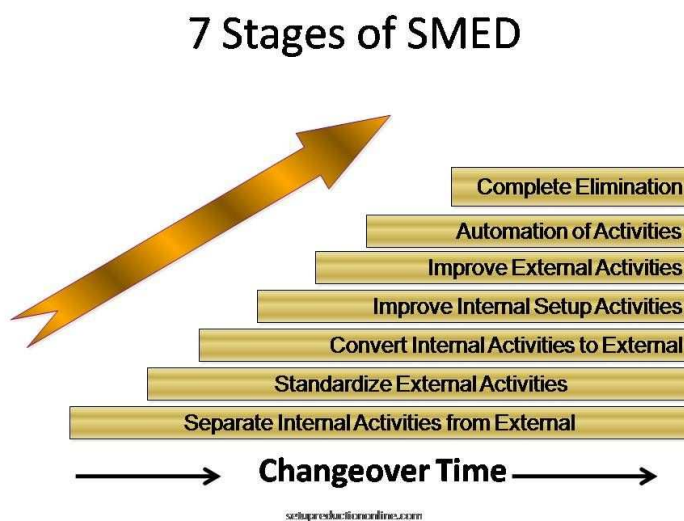 7 Stages of SMED
Complete Elimination
Automation of Activities
Improve External Activities
Improve Internal Setup Activities
Convert Internal Activities to External
Standardize External Activities
Separate Internal Activities from External
Changeover Time
setupreductiononline.com